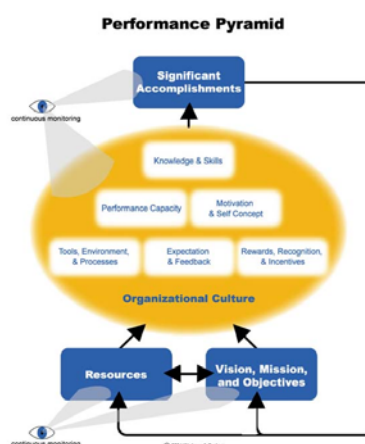 Performance Pyramid
Significant
Accomplishments
continuous monitoring
Knowledge & Skills
Performance Capacity
Motivation
& Self Concept
Tools, Environment,
& Processes
Expectation
& Feedback
Rewards, Recognition,
& Incentives
Organizational Culture
Resources
Vision, Mission,
and Objectives
continuous monitoring